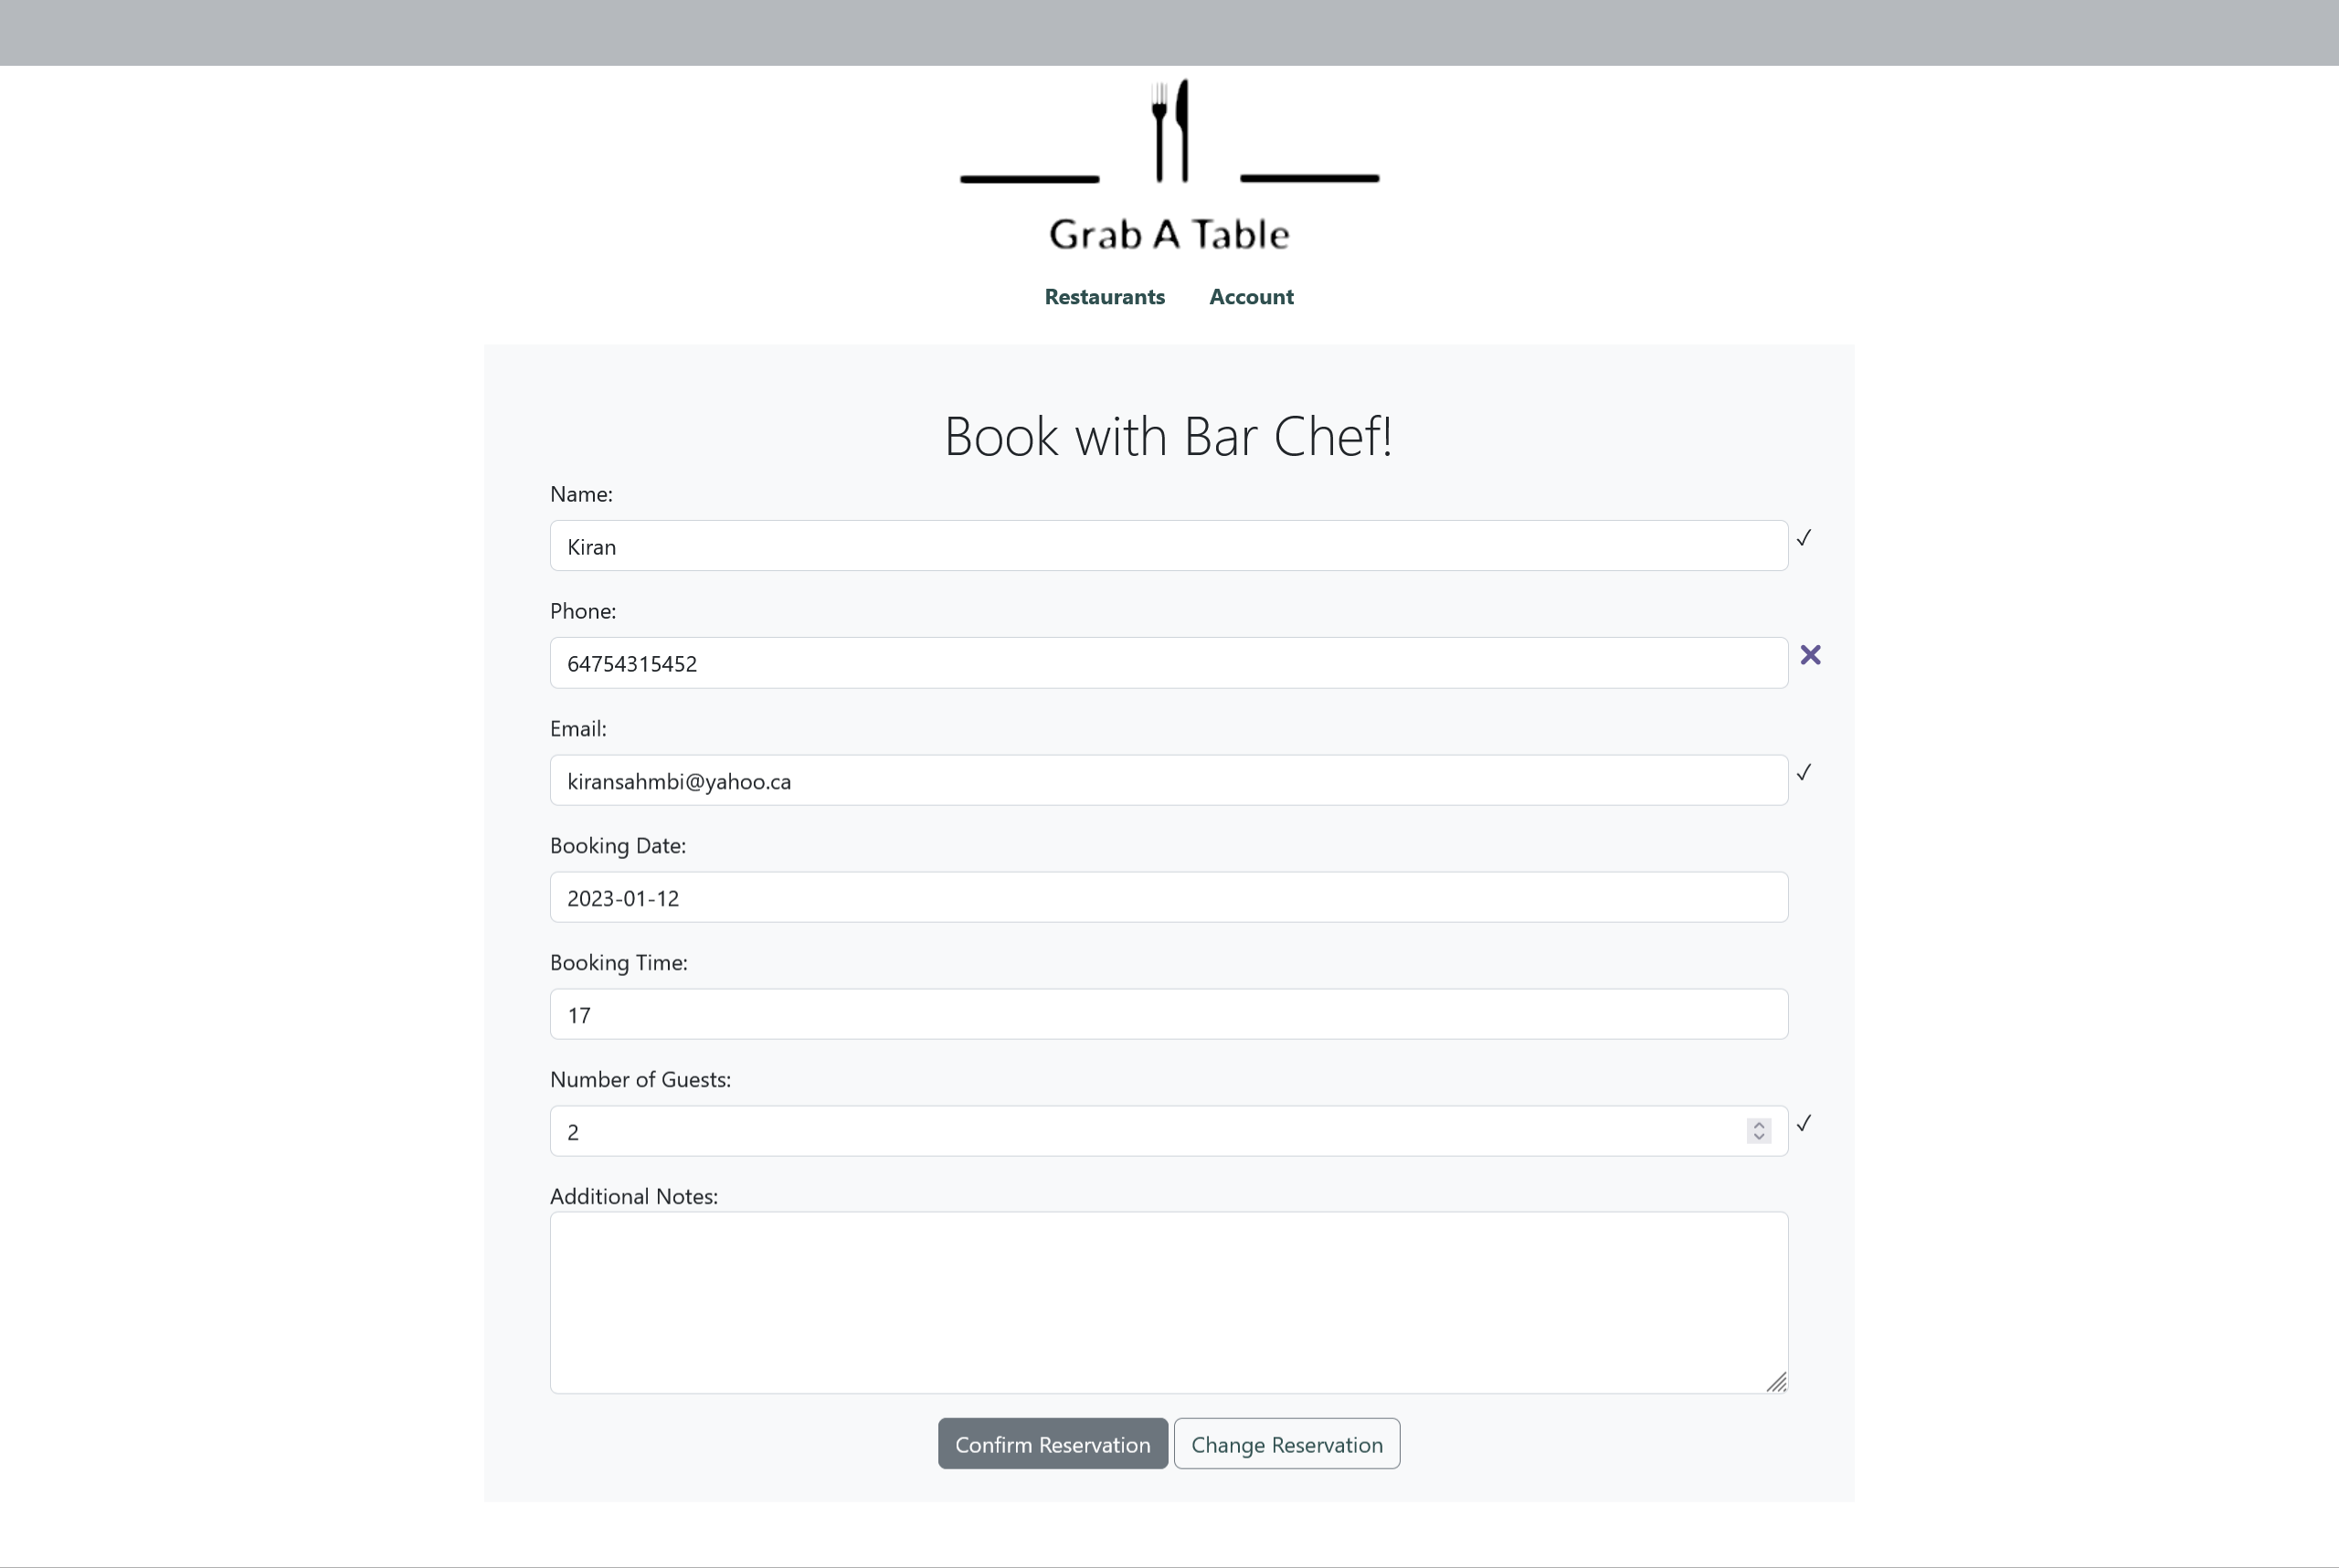 Grab A Table
Restaurants Account
Book with Bar Chef!
Name:
Kiran
Phone:
64754315452
Email:
kiransahmbi@yahoo.ca
Booking Date:
2023-01-12
Booking Time:
17
Number of Guests:
2
Additional Notes:
Confirm Reservation Change Reservation